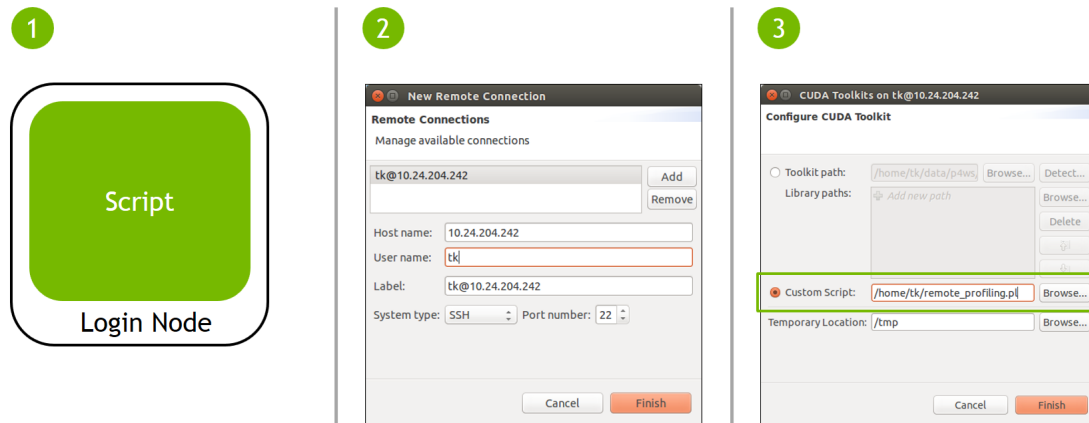 1
Script
Login Node
2
New Remote Connection
Remote Connections
Manage available connections
tk@10.24.204.242
Add
Remove
Host name: 10.24.204.242
User name: tk
Label: tk@10.24.204.242
System type: SSH Port number: 22
Cancel Finish
3
CUDA Toolkits on tk@10.24.204.242
Configure CUDA Toolkit
Toolkit path: /home/tk/data/p4ws/ Browse... Detect...
Library paths: Add new path Browse...
Delete
Custom Script: /home/tk/remote_profiling.pl Browse...
Temporary Location: /tmp Browse...
Cancel Finish